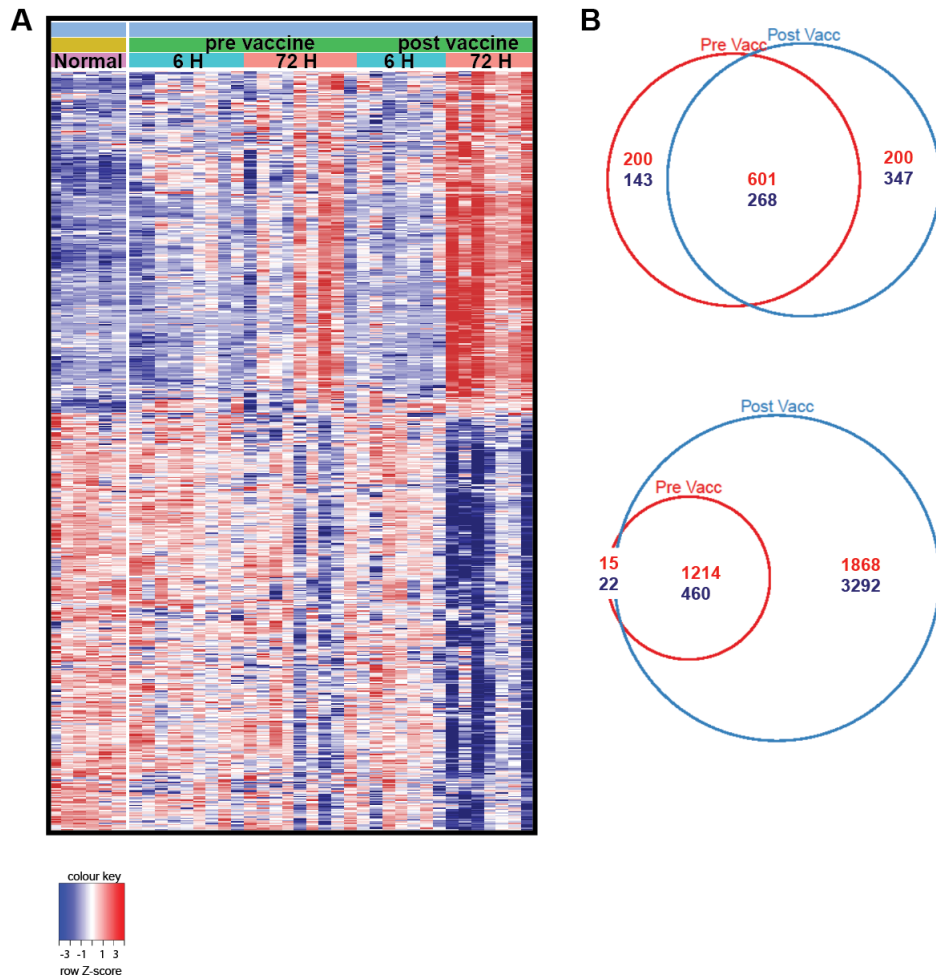 A
pre vaccine post vaccine
Normal 6 H 72 H 6 H 72 H
colour key
-3 -1 1 3
row Z-score
B
Post Vacc
Pre Vacc
200 601 200
143 268 347
Post Vacc
Pre Vacc
15 1214 1868
22 460 3292